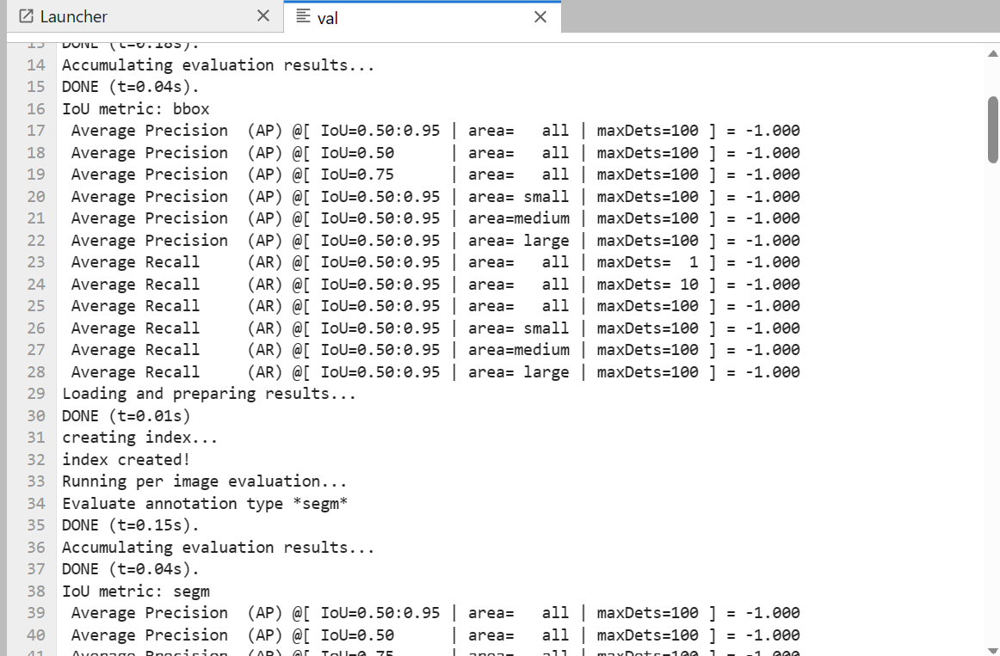 Launcher
val
13 DONE (t=0.18s).
14 Accumulating evaluation results...
15 DONE (t=0.04s).
16 IoU metric: bbox
17 Average Precision  (AP) @[ IoU=0.50:0.95 | area=   all | maxDets=100 ] = -1.000
18 Average Precision  (AP) @[ IoU=0.50      | area=   all | maxDets=100 ] = -1.000
19 Average Precision  (AP) @[ IoU=0.75      | area=   all | maxDets=100 ] = -1.000
20 Average Precision  (AP) @[ IoU=0.50:0.95 | area= small | maxDets=100 ] = -1.000
21 Average Precision  (AP) @[ IoU=0.50:0.95 | area=medium | maxDets=100 ] = -1.000
22 Average Precision  (AP) @[ IoU=0.50:0.95 | area= large | maxDets=100 ] = -1.000
23 Average Recall     (AR) @[ IoU=0.50:0.95 | area=   all | maxDets=  1 ] = -1.000
24 Average Recall     (AR) @[ IoU=0.50:0.95 | area=   all | maxDets= 10 ] = -1.000
25 Average Recall     (AR) @[ IoU=0.50:0.95 | area=   all | maxDets=100 ] = -1.000
26 Average Recall     (AR) @[ IoU=0.50:0.95 | area= small | maxDets=100 ] = -1.000
27 Average Recall     (AR) @[ IoU=0.50:0.95 | area=medium | maxDets=100 ] = -1.000
28 Average Recall     (AR) @[ IoU=0.50:0.95 | area= large | maxDets=100 ] = -1.000
29 Loading and preparing results...
30 DONE (t=0.01s)
31 creating index...
32 index created!
33 Running per image evaluation...
34 Evaluate annotation type *segm*
35 DONE (t=0.15s).
36 Accumulating evaluation results...
37 DONE (t=0.04s).
38 IoU metric: segm
39 Average Precision  (AP) @[ IoU=0.50:0.95 | area=   all | maxDets=100 ] = -1.000
40 Average Precision  (AP) @[ IoU=0.50      | area=   all | maxDets=100 ] = -1.000
41 Average Precision  (AP) @[ IoU=0.75      | area=   all | maxDets=100 ] = -1.000